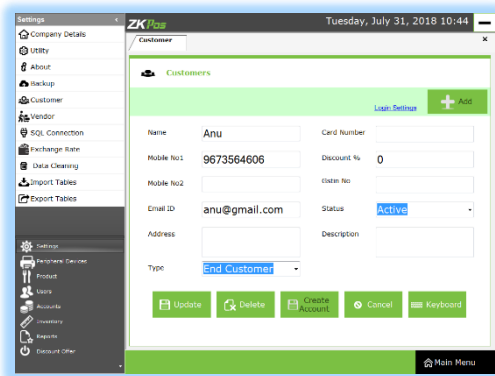 Settings
ZKPos
Tuesday, July 31, 2018 10:44
Company Details
Utility
About
Backup
Customer
Vendor
SQL Connection
Exchange Rate
Data Cleaning
Import Tables
Export Tables
Customer
×
Customers
Login Settings
Add
Name
Anu
Card Number
Mobile No1
9673564606
Discount %
0
Mobile No2
Gstin No
Email ID
anu@gmail.com
Status
Active
Address
Description
Type
End Customer
Update
Delete
Create Account
Cancel
Keyboard
Settings
Peripheral Devices
Product
Users
Accounts
Inventory
Reports
Discount Offer
Main Menu